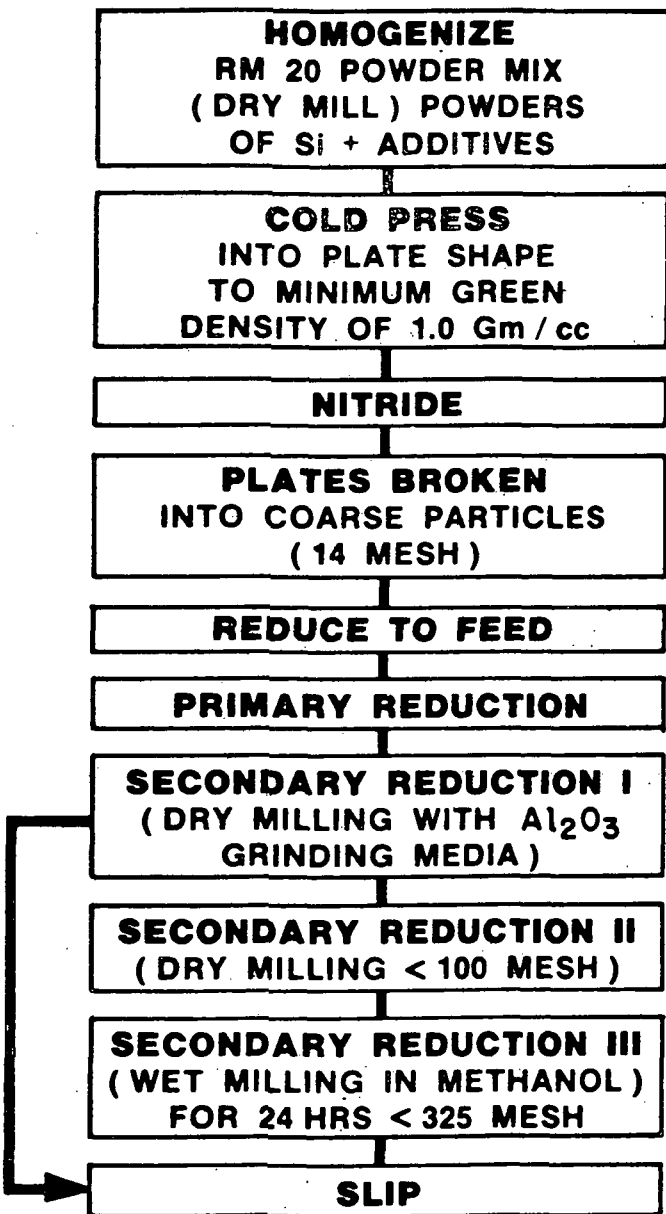 HOMOGENIZE
RM 20 POWDER MIX
(DRY MILL) POWDERS
OF Si + ADDITIVES
COLD PRESS
INTO PLATE SHAPE
TO MINIMUM GREEN
DENSITY OF 1.0 Gm/cc
NITRIDE
PLATES BROKEN
INTO COARSE PARTICLES
(14 MESH)
REDUCE TO FEED
PRIMARY REDUCTION
SECONDARY REDUCTION I
(DRY MILLING WITH Al₂O₃
GRINDING MEDIA)
SECONDARY REDUCTION II
(DRY MILLING < 100 MESH)
SECONDARY REDUCTION III
(WET MILLING IN METHANOL)
FOR 24 HRS < 325 MESH
SLIP